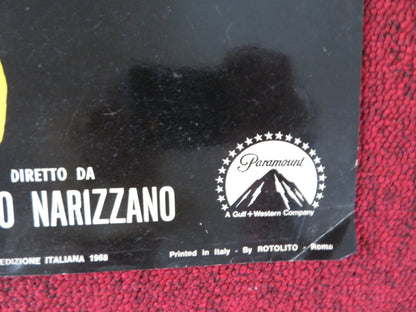 DIRETTO DA
O NARIZZANO
Paramount
A Gulf+Western Company
EDIZIONE ITALIANA 1968
Printed in Italy - By ROTOLITO - Roma